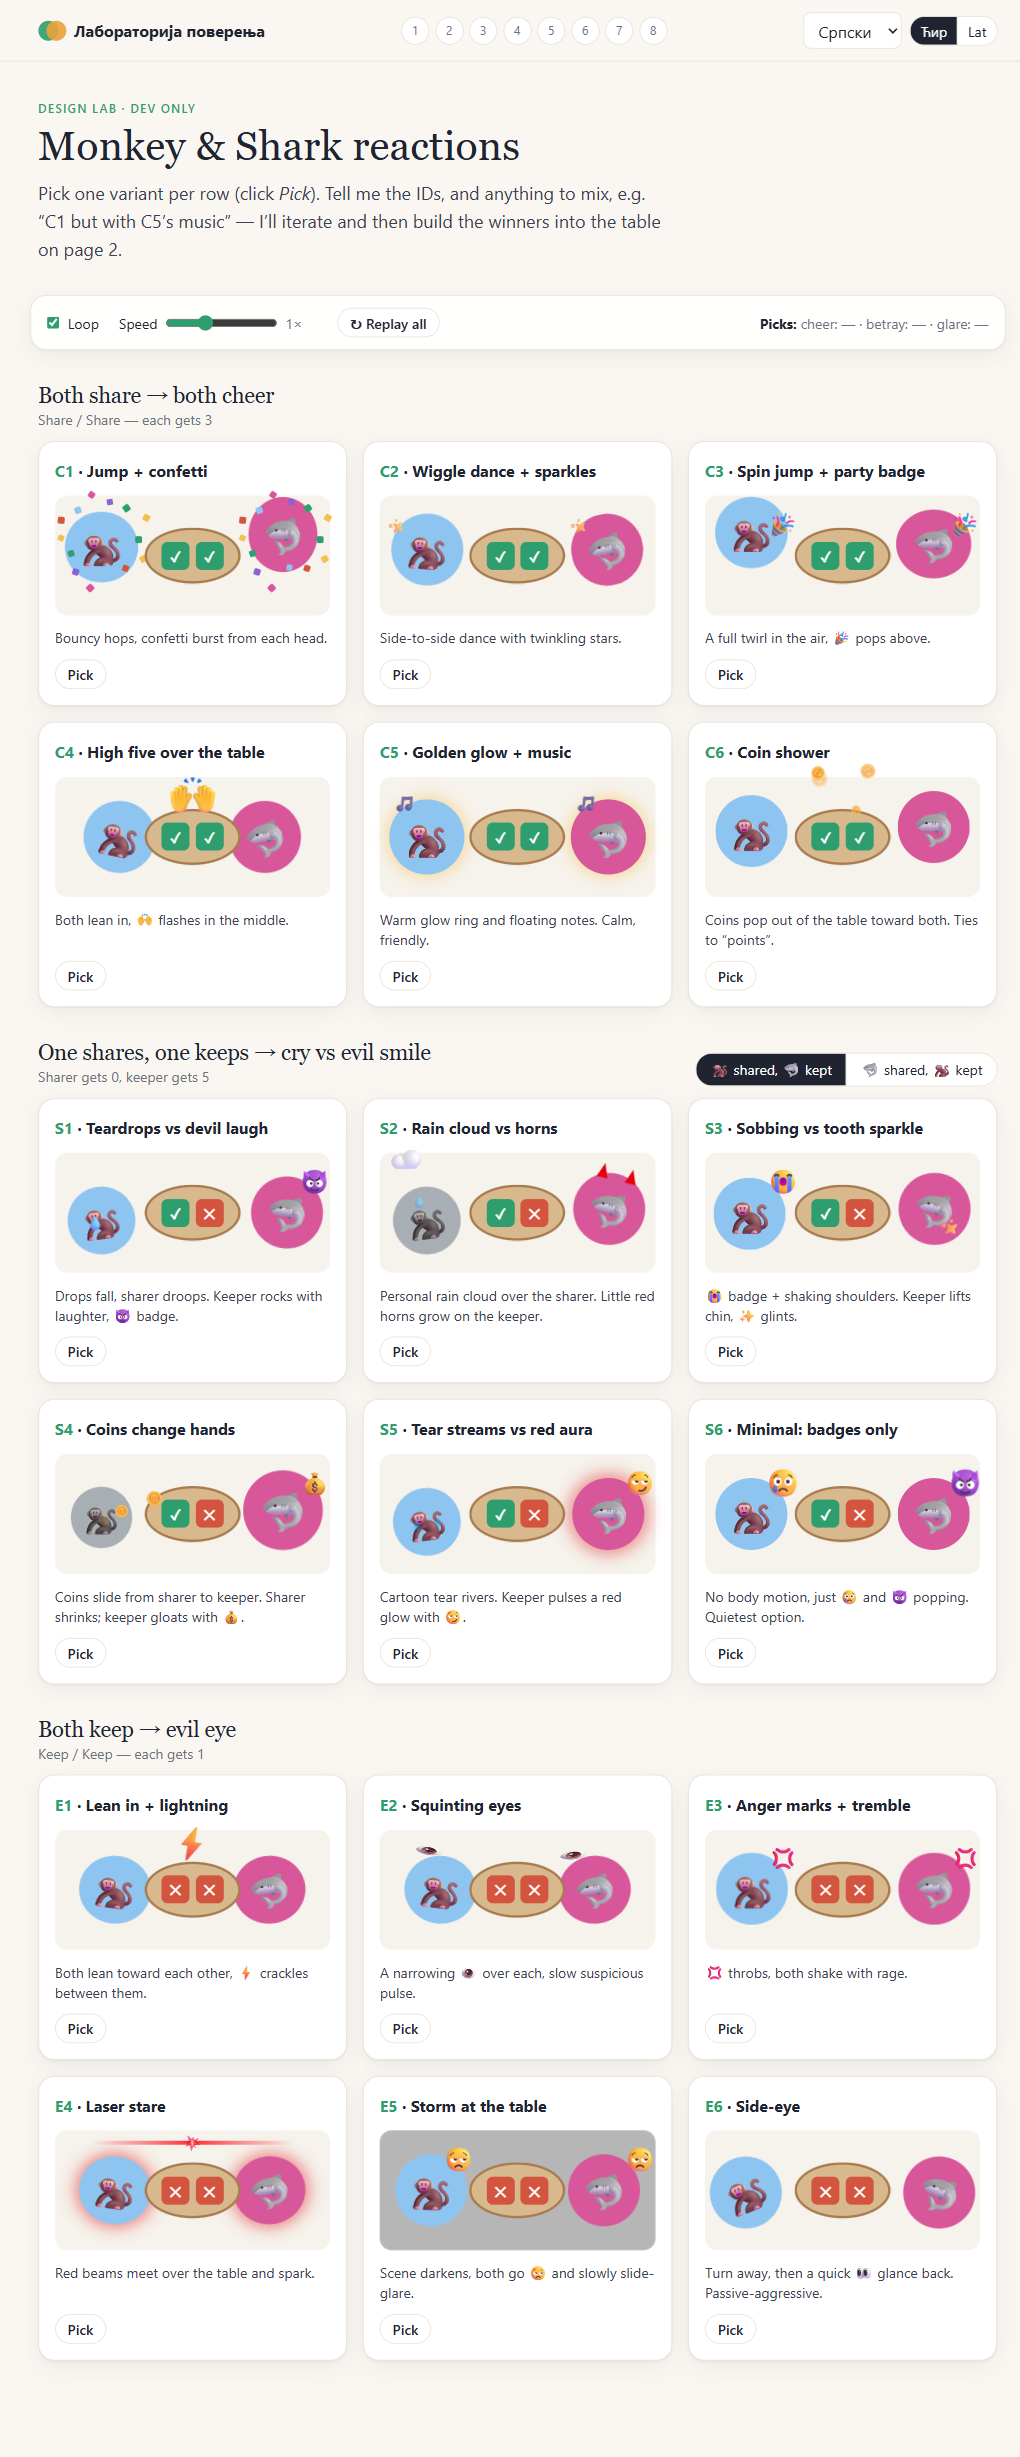 Лабораторија поверења
1 2 3 4 5 6 7 8
Српски
Ћир Lat
DESIGN LAB · DEV ONLY
Monkey & Shark reactions
Pick one variant per row (click Pick). Tell me the IDs, and anything to mix, e.g.
“C1 but with C5’s music” — I’ll iterate and then build the winners into the table
on page 2.
Loop Speed 1× ↻ Replay all
Picks: cheer: — · betray: — · glare: —
Both share → both cheer
Share / Share — each gets 3
C1 · Jump + confetti
Bouncy hops, confetti burst from each head.
Pick
C2 · Wiggle dance + sparkles
Side-to-side dance with twinkling stars.
Pick
C3 · Spin jump + party badge
A full twirl in the air, 🎉 pops above.
Pick
C4 · High five over the table
Both lean in, 🙌 flashes in the middle.
Pick
C5 · Golden glow + music
Warm glow ring and floating notes. Calm,
friendly.
Pick
C6 · Coin shower
Coins pop out of the table toward both. Ties
to “points”.
Pick
One shares, one keeps → cry vs evil smile
Sharer gets 0, keeper gets 5
🐒 shared, 🦈 kept
🦈 shared, 🐒 kept
S1 · Teardrops vs devil laugh
Drops fall, sharer droops. Keeper rocks with
laughter, 😈 badge.
Pick
S2 · Rain cloud vs horns
Personal rain cloud over the sharer. Little red
horns grow on the keeper.
Pick
S3 · Sobbing vs tooth sparkle
😭 badge + shaking shoulders. Keeper lifts
chin, ✨ glints.
Pick
S4 · Coins change hands
Coins slide from sharer to keeper. Sharer
shrinks; keeper gloats with 💰.
Pick
S5 · Tear streams vs red aura
Cartoon tear rivers. Keeper pulses a red
glow with 😏.
Pick
S6 · Minimal: badges only
No body motion, just 😢 and 😈 popping.
Quietest option.
Pick
Both keep → evil eye
Keep / Keep — each gets 1
E1 · Lean in + lightning
Both lean toward each other, ⚡ crackles
between them.
Pick
E2 · Squinting eyes
A narrowing 👁 over each, slow suspicious
pulse.
Pick
E3 · Anger marks + tremble
💢 throbs, both shake with rage.
Pick
E4 · Laser stare
Red beams meet over the table and spark.
Pick
E5 · Storm at the table
Scene darkens, both go 😒 and slowly slide-
glare.
Pick
E6 · Side-eye
Turn away, then a quick 👀 glance back.
Passive-aggressive.
Pick